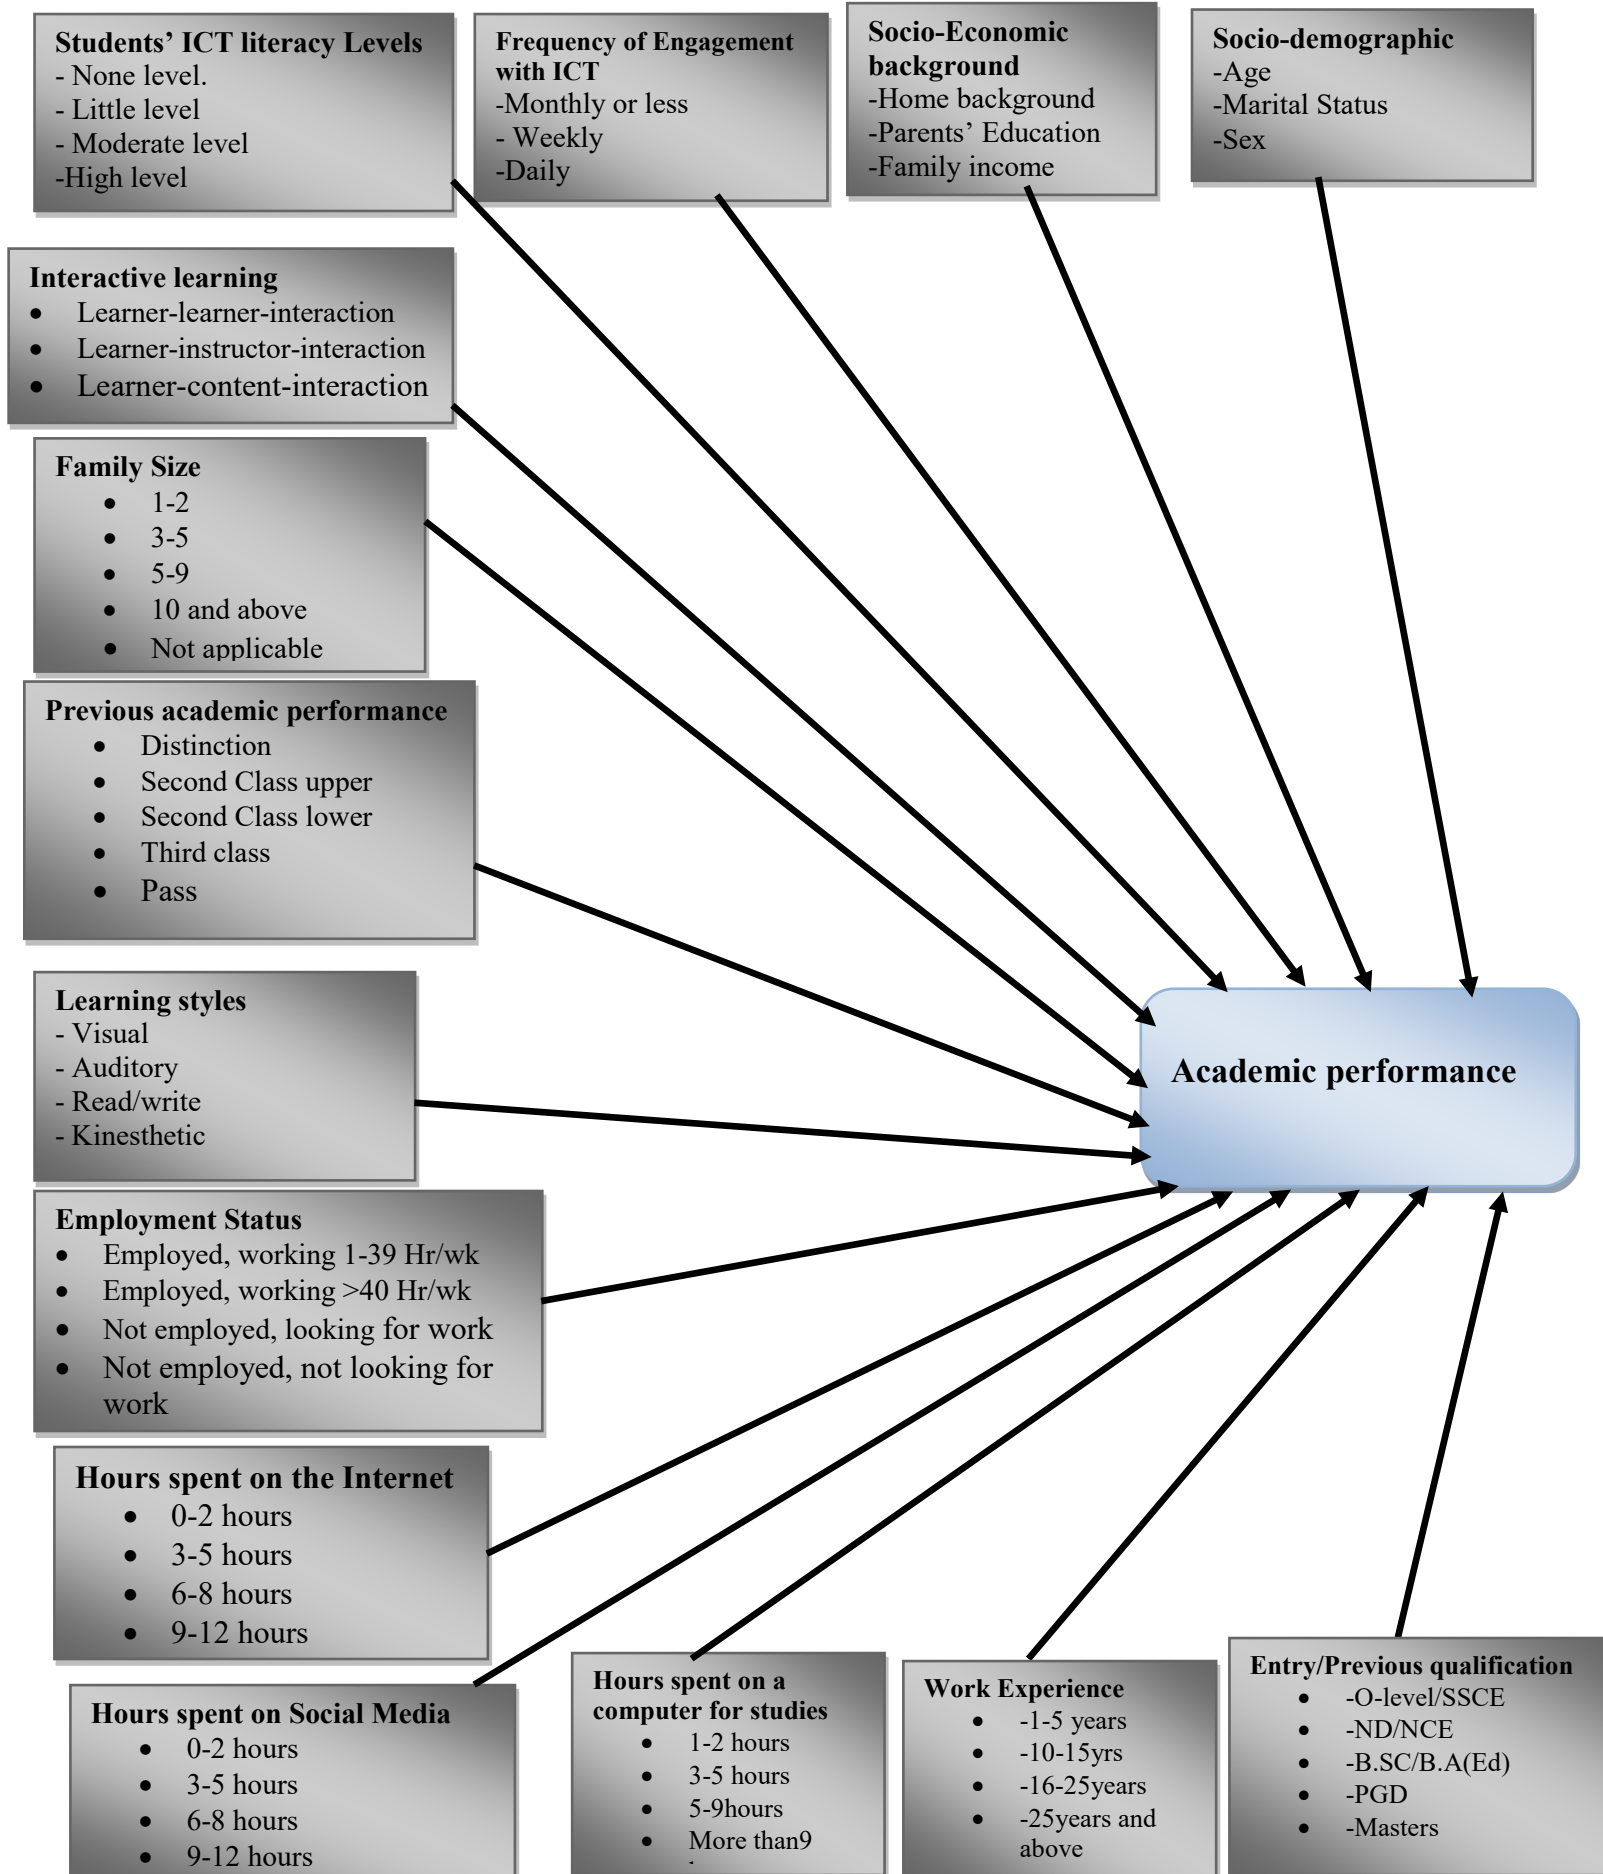 Students’ ICT literacy Levels
- None level.
- Little level
- Moderate level
-High level
Frequency of Engagement
with ICT
-Monthly or less
- Weekly
-Daily
Socio-Economic
background
-Home background
-Parents’ Education
-Family income
Socio-demographic
-Age
-Marital Status
-Sex
Interactive learning
• Learner-learner-interaction
• Learner-instructor-interaction
• Learner-content-interaction
Family Size
• 1-2
• 3-5
• 5-9
• 10 and above
• Not applicable
Previous academic performance
• Distinction
• Second Class upper
• Second Class lower
• Third class
• Pass
Learning styles
- Visual
- Auditory
- Read/write
- Kinesthetic
Academic performance
Employment Status
• Employed, working 1-39 Hr/wk
• Employed, working >40 Hr/wk
• Not employed, looking for work
• Not employed, not looking for
work
Hours spent on the Internet
• 0-2 hours
• 3-5 hours
• 6-8 hours
• 9-12 hours
Hours spent on Social Media
• 0-2 hours
• 3-5 hours
• 6-8 hours
• 9-12 hours
Hours spent on a
computer for studies
• 1-2 hours
• 3-5 hours
• 5-9hours
• More than9
Work Experience
• -1-5 years
• -10-15yrs
• -16-25years
• -25years and
above
Entry/Previous qualification
• -O-level/SSCE
• -ND/NCE
• -B.SC/B.A(Ed)
• -PGD
• -Masters